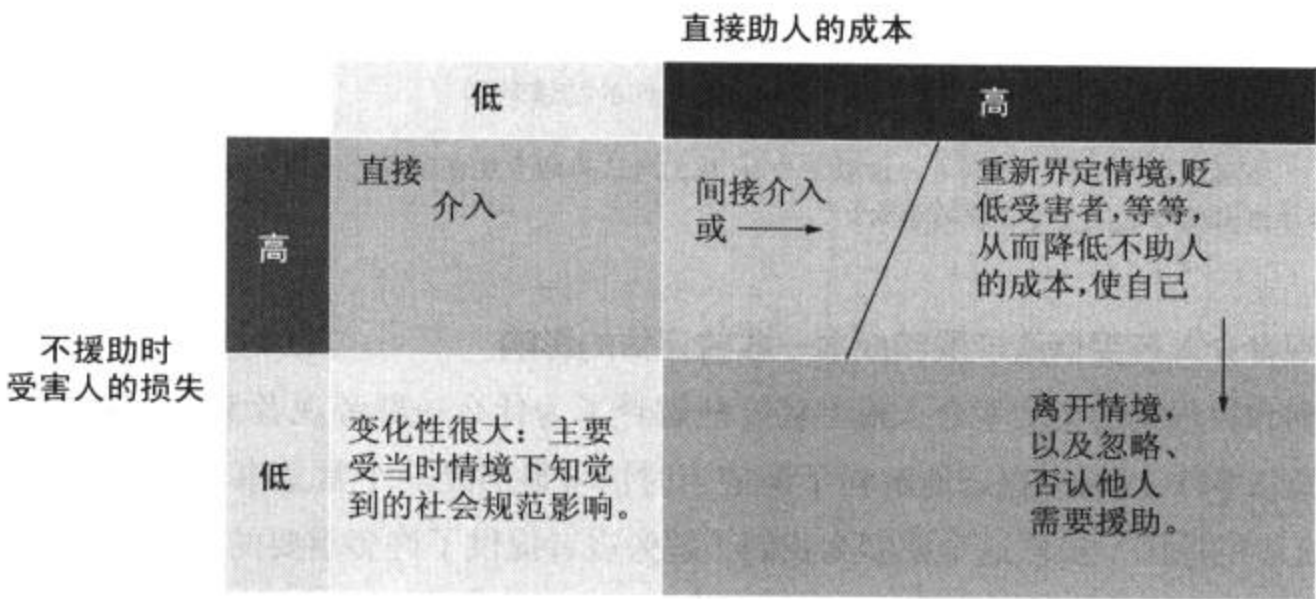 直接助人的成本
低
高
高
直接
介入
间接介入
或
重新界定情境,贬
低受害者,等等,
从而降低不助人
的成本,使自己
不援助时
受害人的损失
低
变化性很大：主要
受当时情境下知觉
到的社会规范影响。
离开情境,
以及忽略、
否认他人
需要援助。